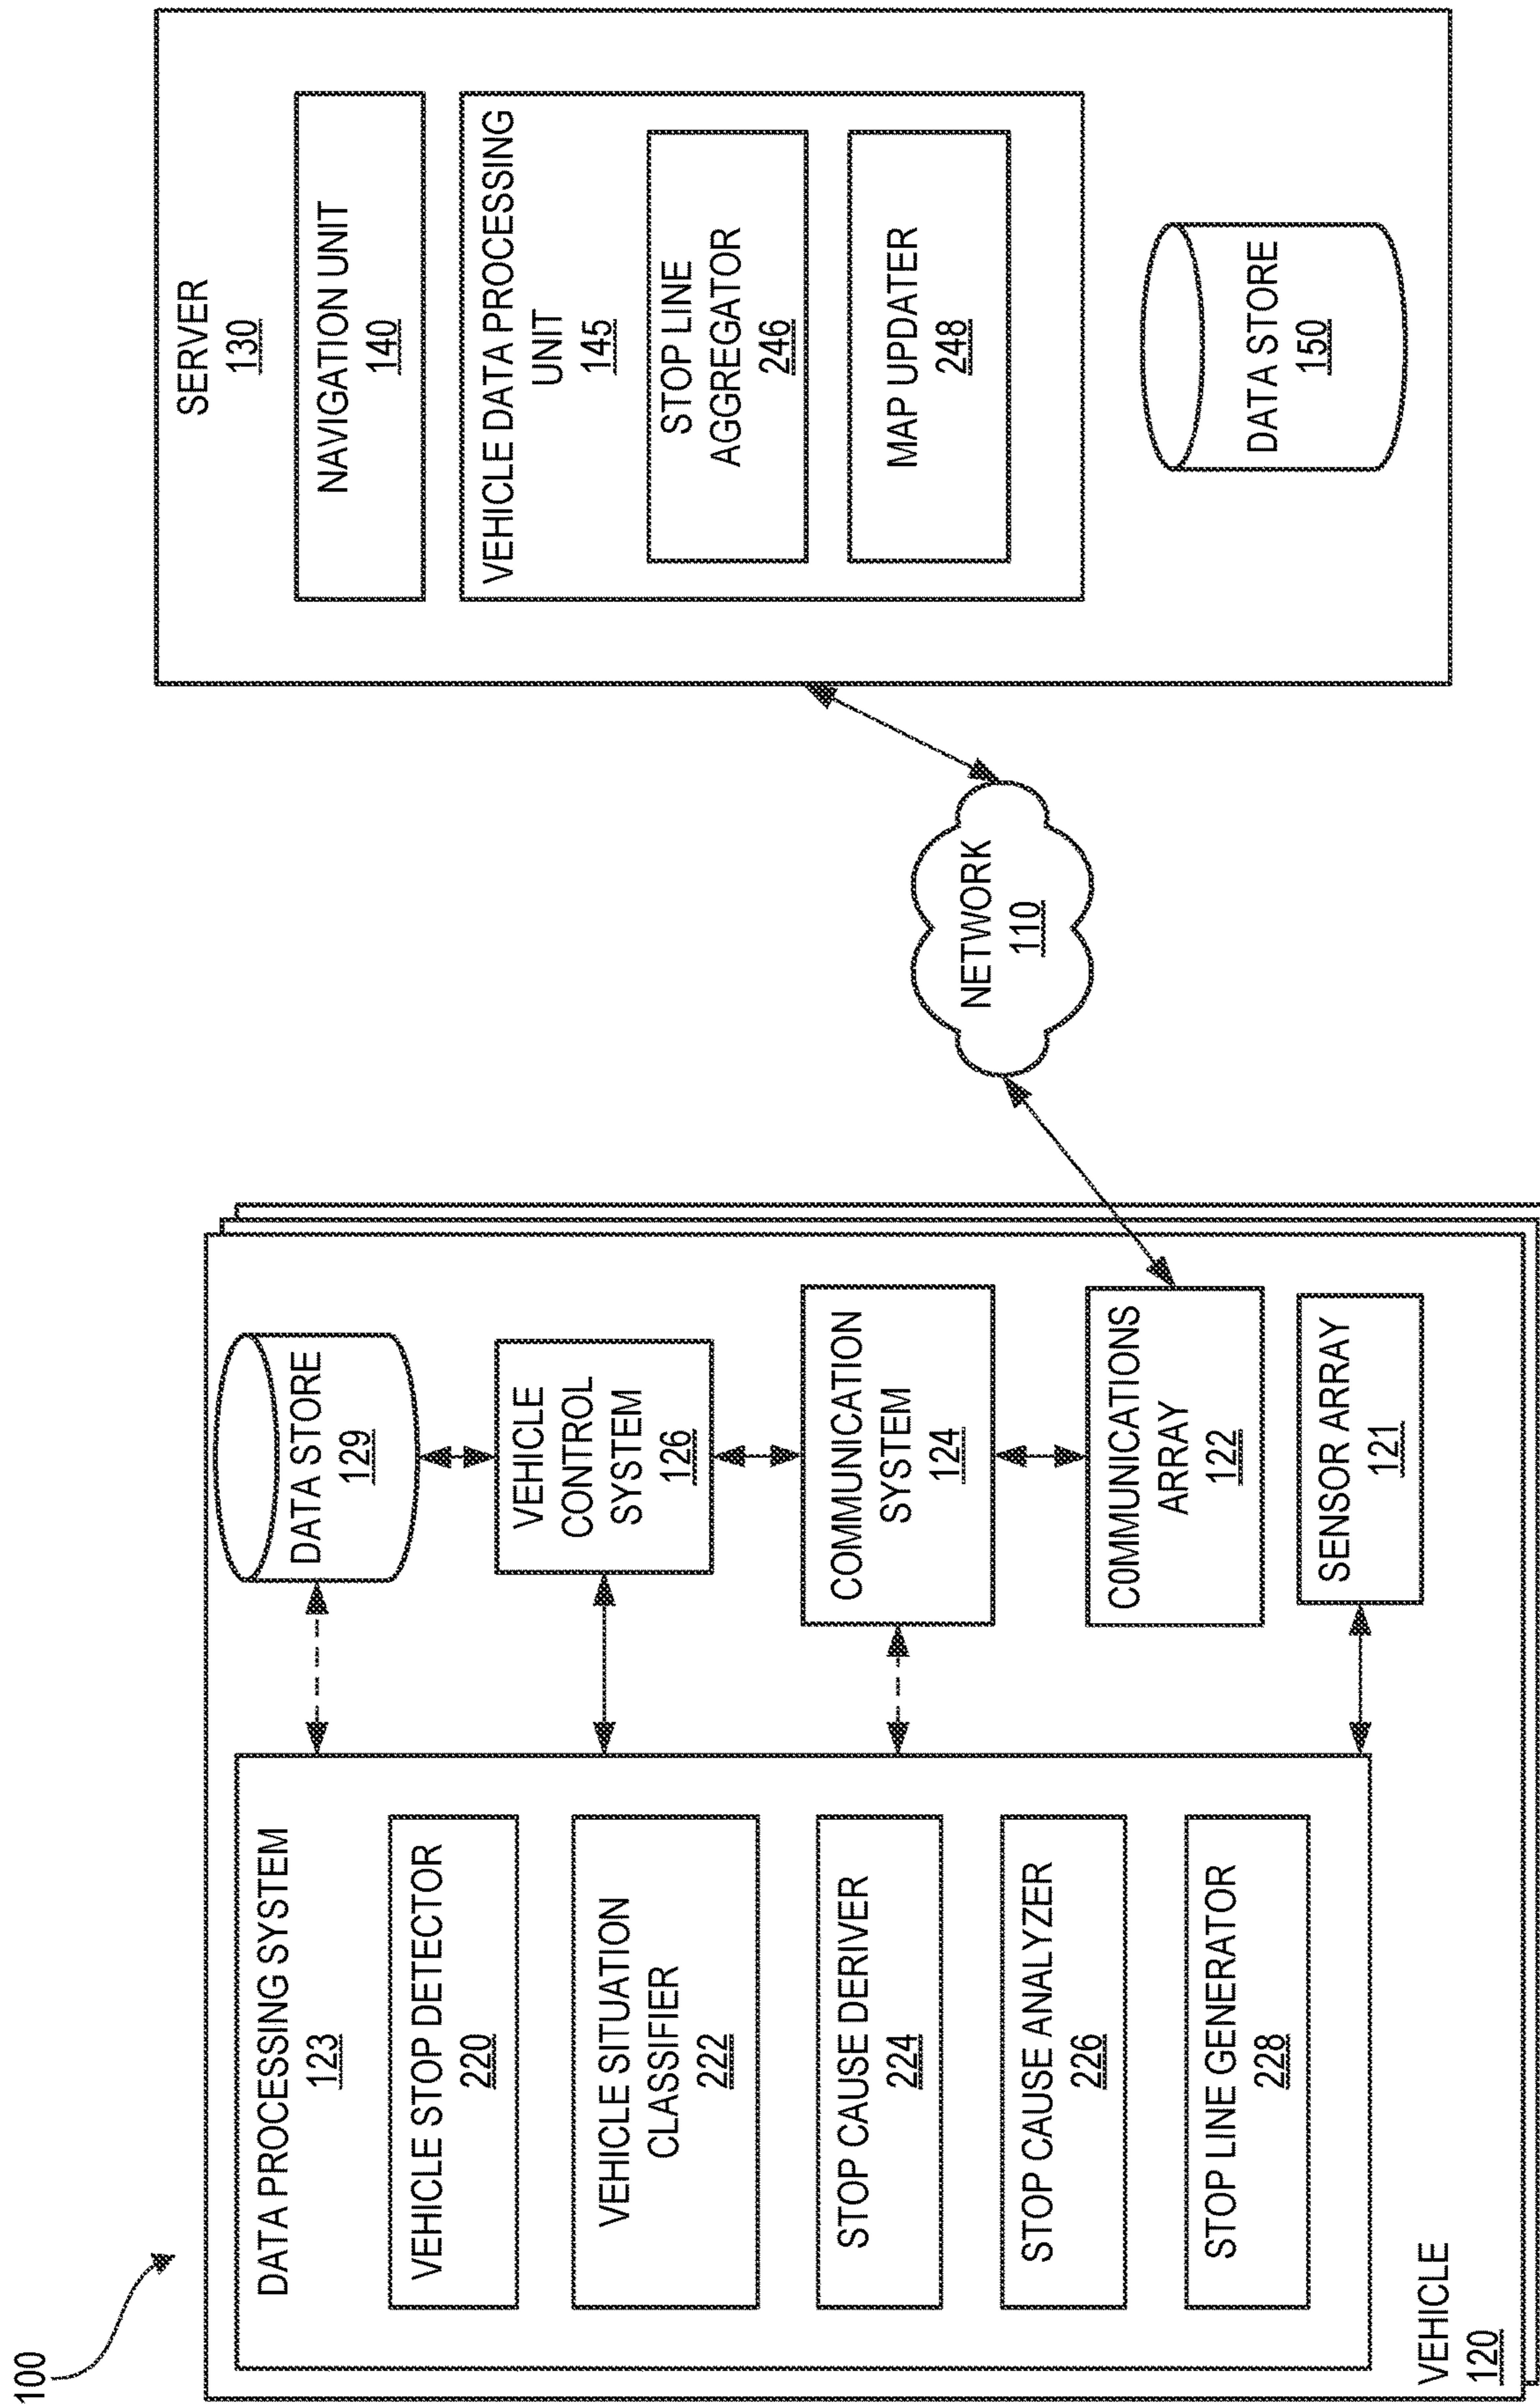 100
DATA PROCESSING SYSTEM
123
VEHICLE STOP DETECTOR
220
VEHICLE SITUATION
CLASSIFIER
222
STOP CAUSE DERIVER
224
STOP CAUSE ANALYZER
226
STOP LINE GENERATOR
228
VEHICLE
120
DATA STORE
129
VEHICLE
CONTROL
SYSTEM
126
COMMUNICATION
SYSTEM
124
COMMUNICATIONS
ARRAY
122
SENSOR ARRAY
121
NETWORK
110
SERVER
130
NAVIGATION UNIT
140
VEHICLE DATA PROCESSING
UNIT
145
STOP LINE
AGGREGATOR
246
MAP UPDATER
248
DATA STORE
150